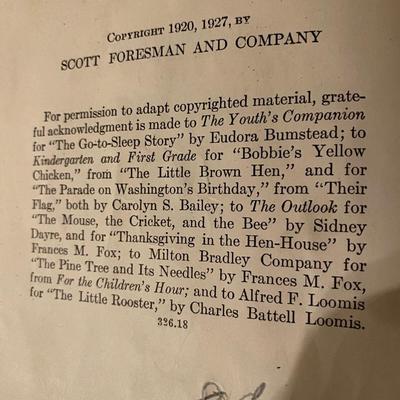 COPYRIGHT 1920, 1927, BY
SCOTT FORESMAN AND COMPANY
For permission to adapt copyrighted material, grate-
ful acknowledgment is made to The Youth's Companion
for "The Go-to-Sleep Story" by Eudora Bumstead; to
Kindergarten and First Grade for "Bobbie's Yellow
Chicken," from "The Little Brown Hen," and for
"The Parade on Washington's Birthday," from "Their
Flag," both by Carolyn S. Bailey; to The Outlook for
"The Mouse, the Cricket, and the Bee" by Sidney
Dayre, and for "Thanksgiving in the Hen-House" by
Frances M. Fox; to Milton Bradley Company for
"The Pine Tree and Its Needles" by Frances M. Fox,
from For the Children's Hour; and to Alfred F. Loomis
for "The Little Rooster," by Charles Battell Loomis.
326.18